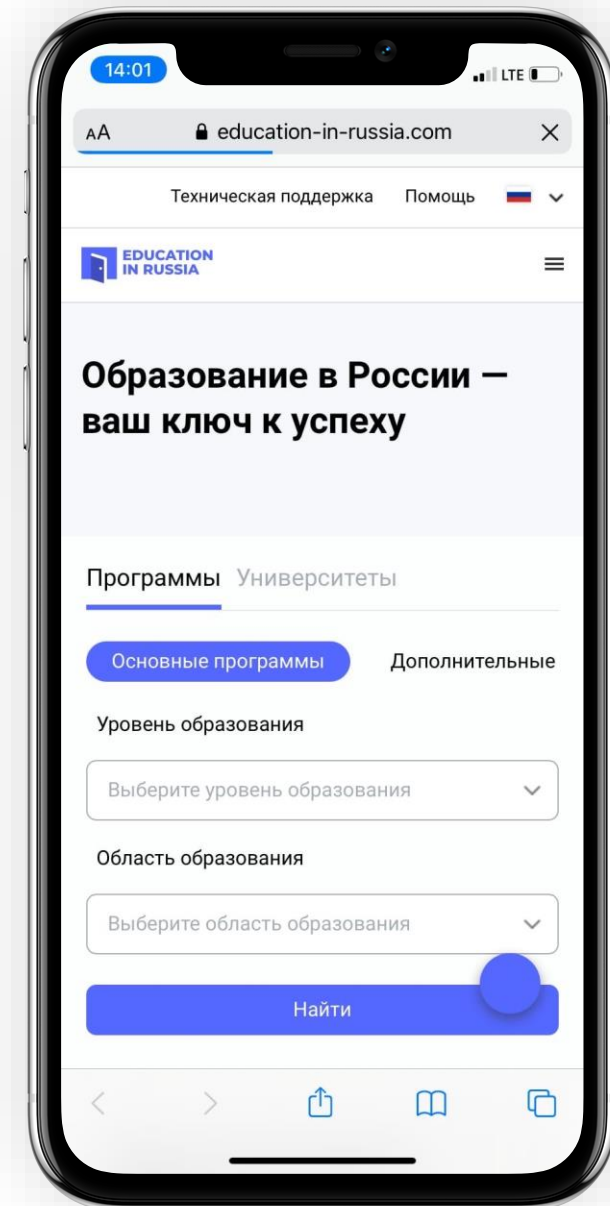 14:01
LTE
AA education-in-russia.com
Техническая поддержка Помощь
EDUCATION
IN RUSSIA
Образование в России —
ваш ключ к успеху
Программы Университеты
Основные программы Дополнительные
Уровень образования
Выберите уровень образования
Область образования
Выберите область образования
Найти